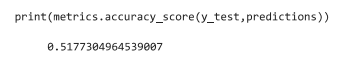 print(metrics.accuracy_score(y_test,predictions))
0.5177304964539007